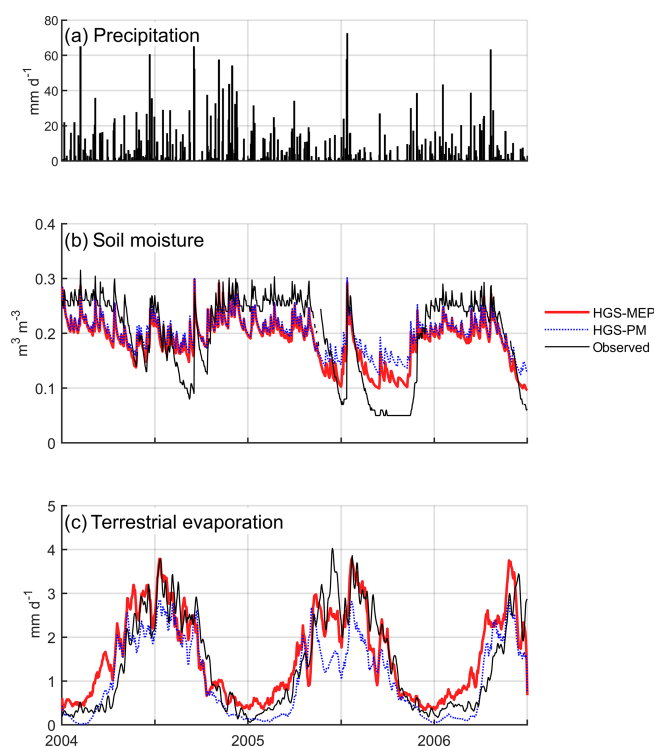 (a) Precipitation
80
60
40
20
0
mm d-1
(b) Soil moisture
0.4
0.3
0.2
0.1
0
m3 m-3
HGS-MEP
HGS-PM
Observed
(c) Terrestrial evaporation
5
4
3
2
1
0
mm d-1
2004 2005 2006